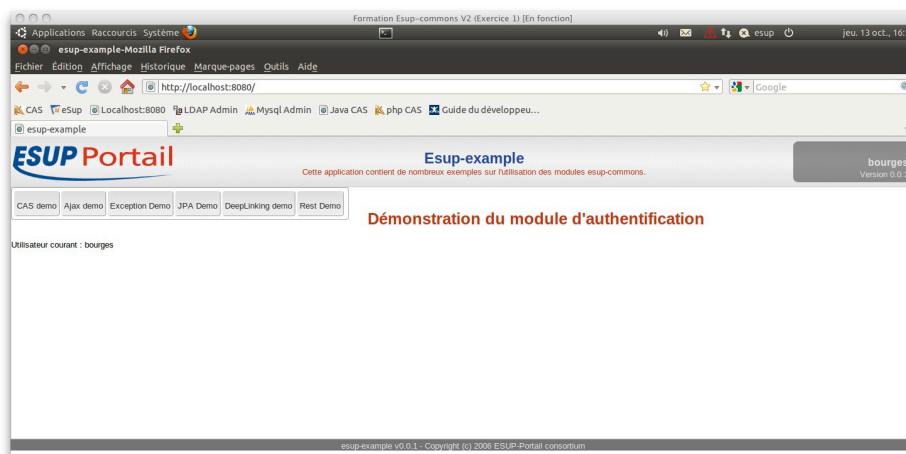 Formation Esup-commons V2 (Exercice 1) [En fonction]
Applications Raccourcis Système esup jeu. 13 oct., 16:
esup-example-Mozilla Firefox
Fichier Édition Affichage Historique Marque-pages Outils Aide
http://localhost:8080/ Google
CAS eSup Localhost:8080 LDAP Admin Mysql Admin Java CAS php CAS Guide du développeu...
esup-example
ESUP Portail
Esup-example
Cette application contient de nombreux exemples sur l'utilisation des modules esup-commons.
bourges
Version 0.0.
CAS demo Ajax demo Exception Demo JPA Demo DeepLinking demo Rest Demo
Démonstration du module d'authentification
Utilisateur courant : bourges
esup-example v0.0.1 - Copyright (c) 2006 ESUP-Portail consortium